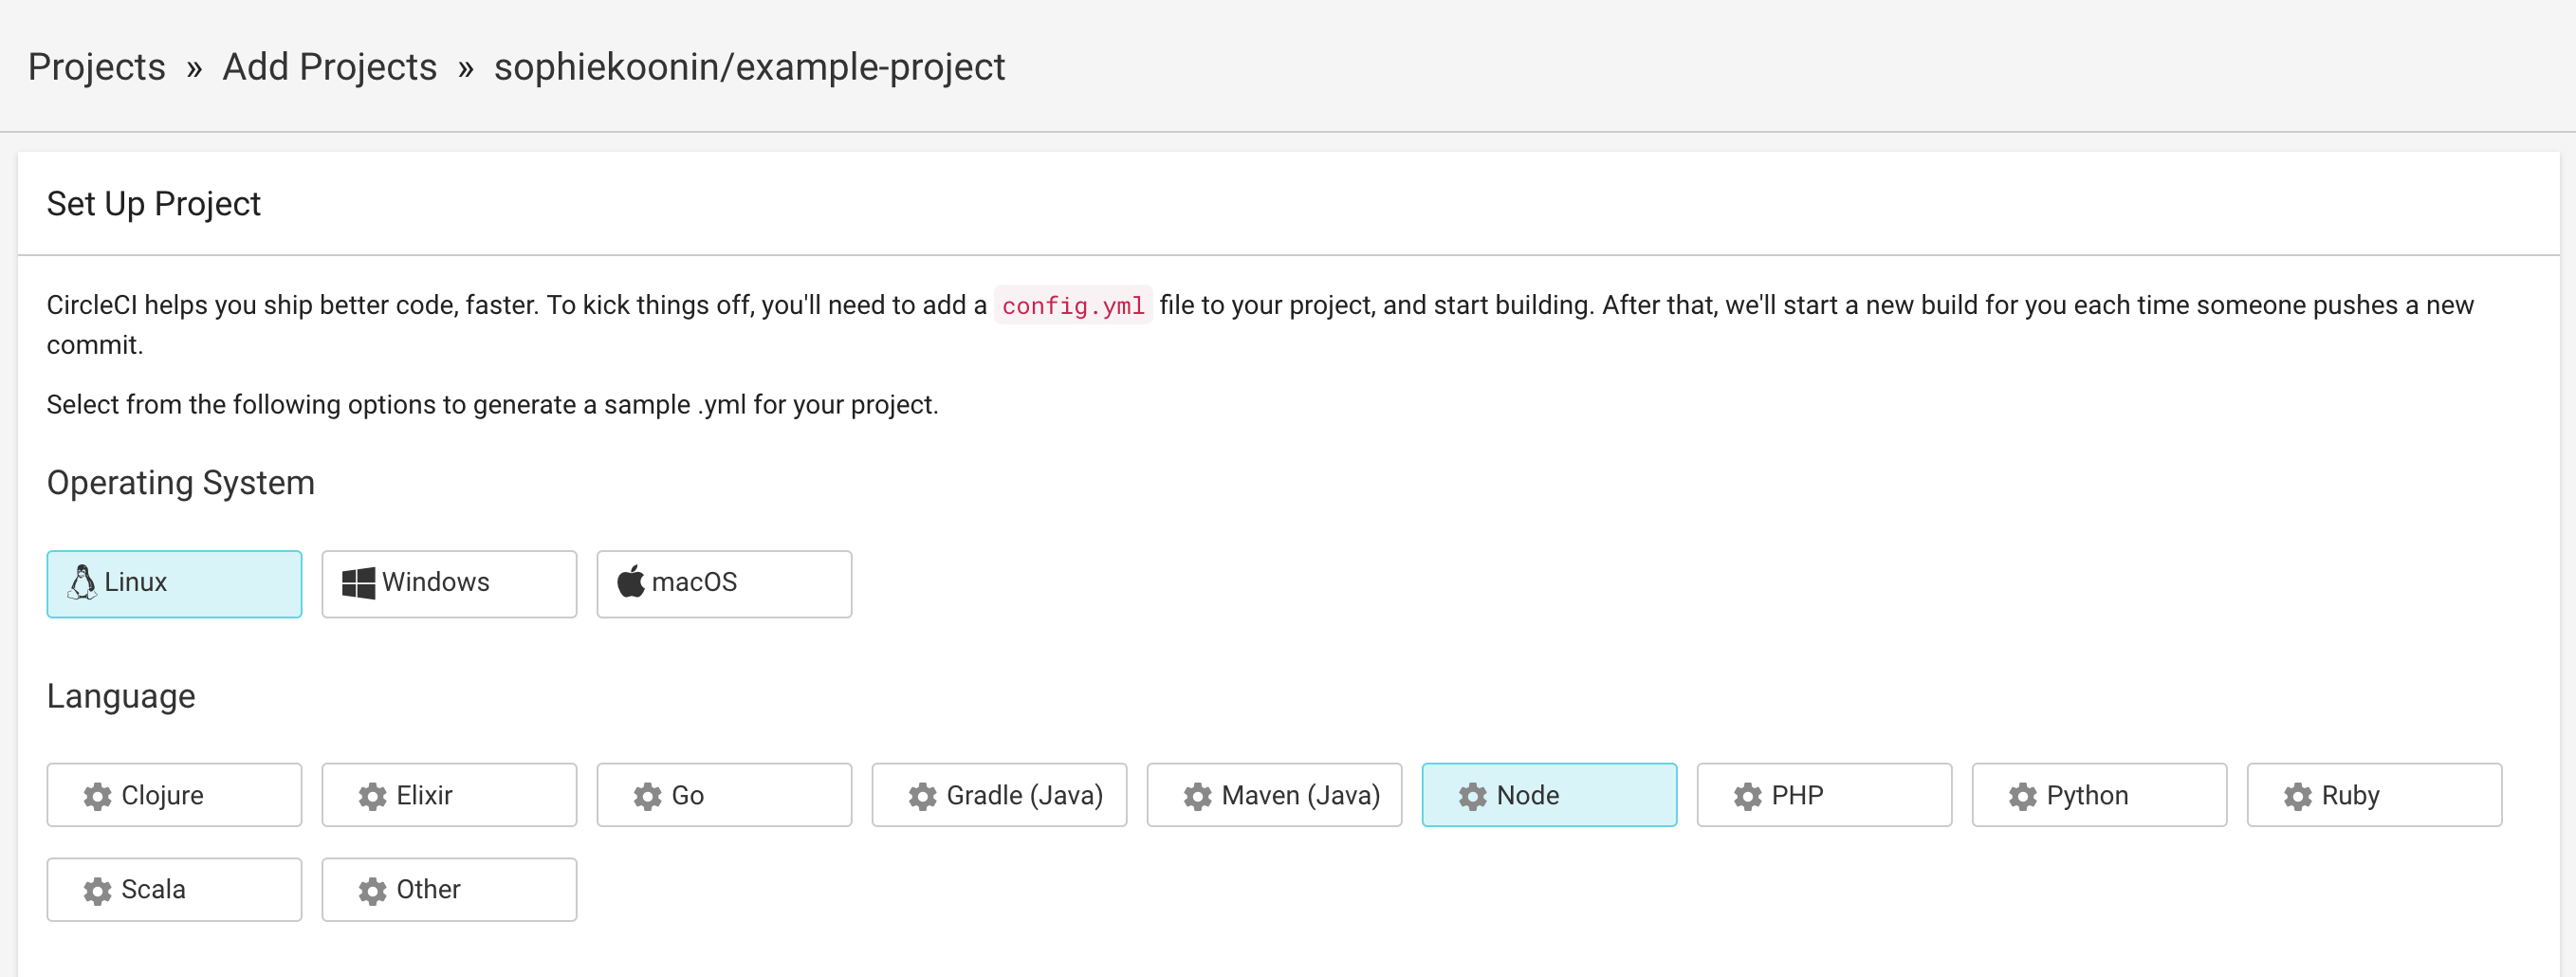 Projects » Add Projects » sophiekoonin/example-project
Set Up Project
CircleCI helps you ship better code, faster. To kick things off, you'll need to add a config.yml file to your project, and start building. After that, we'll start a new build for you each time someone pushes a new
commit.
Select from the following options to generate a sample .yml for your project.
Operating System
Linux Windows macOS
Language
Clojure Elixir Go Gradle (Java) Maven (Java) Node PHP Python Ruby
Scala Other